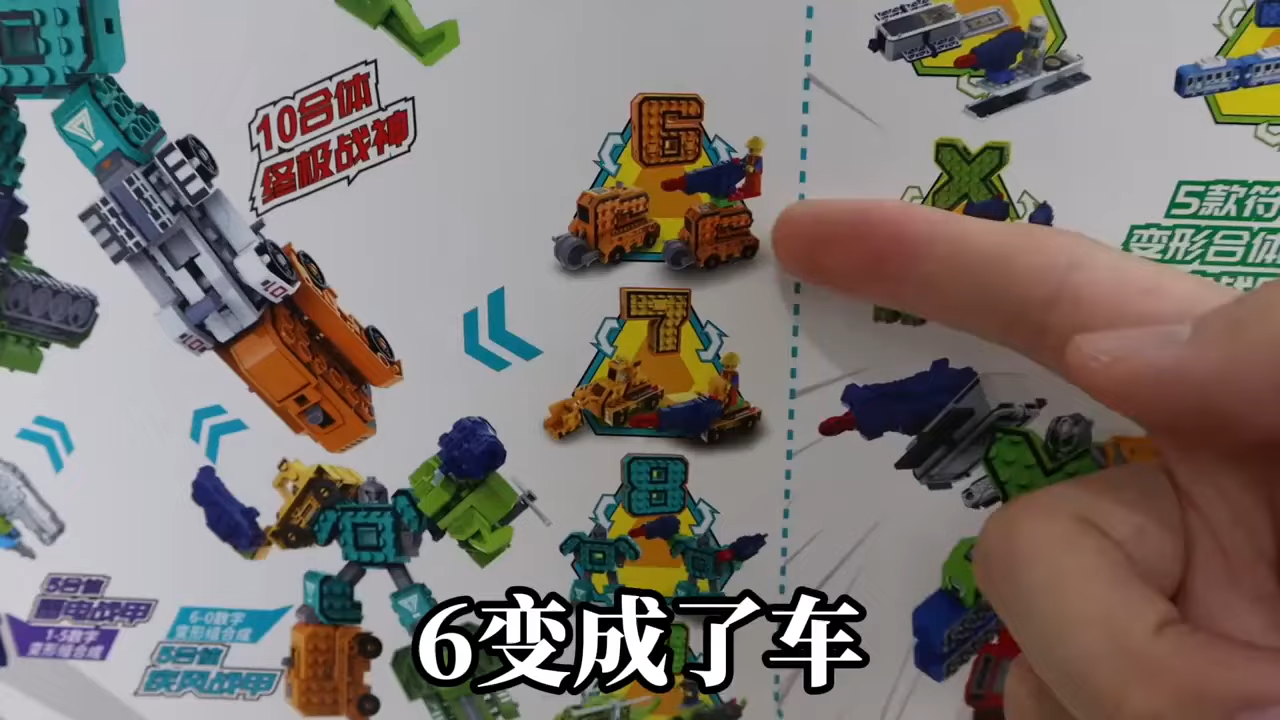 10合体
终极战神
6
7
8
X
5款符
变形合体
5合体
雷电战甲
1-5数字
变形组合成
6-0数字
变形组合成
5合体
疾风战甲
6变成了车